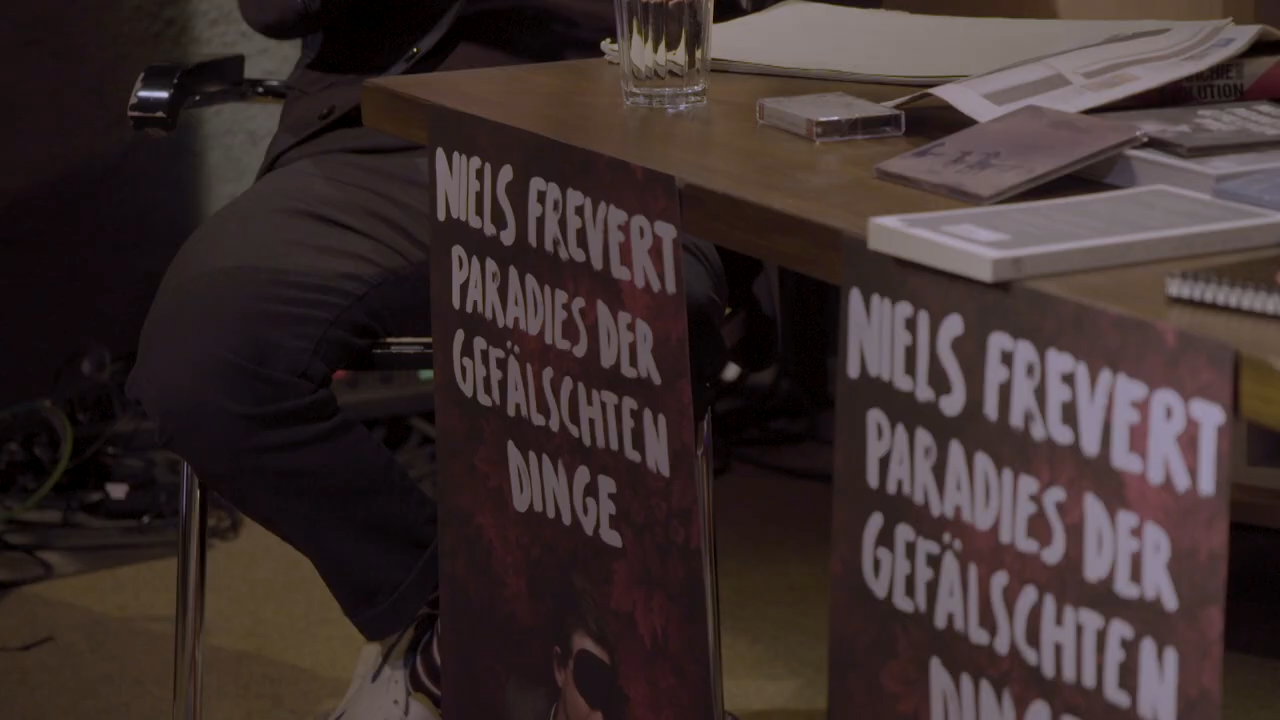 NIELS FREVERT
PARADIES DER
GEFÄLSCHTEN
DINGE
NIELS FREVERT
PARADIES DER
GEFÄLSCHTEN